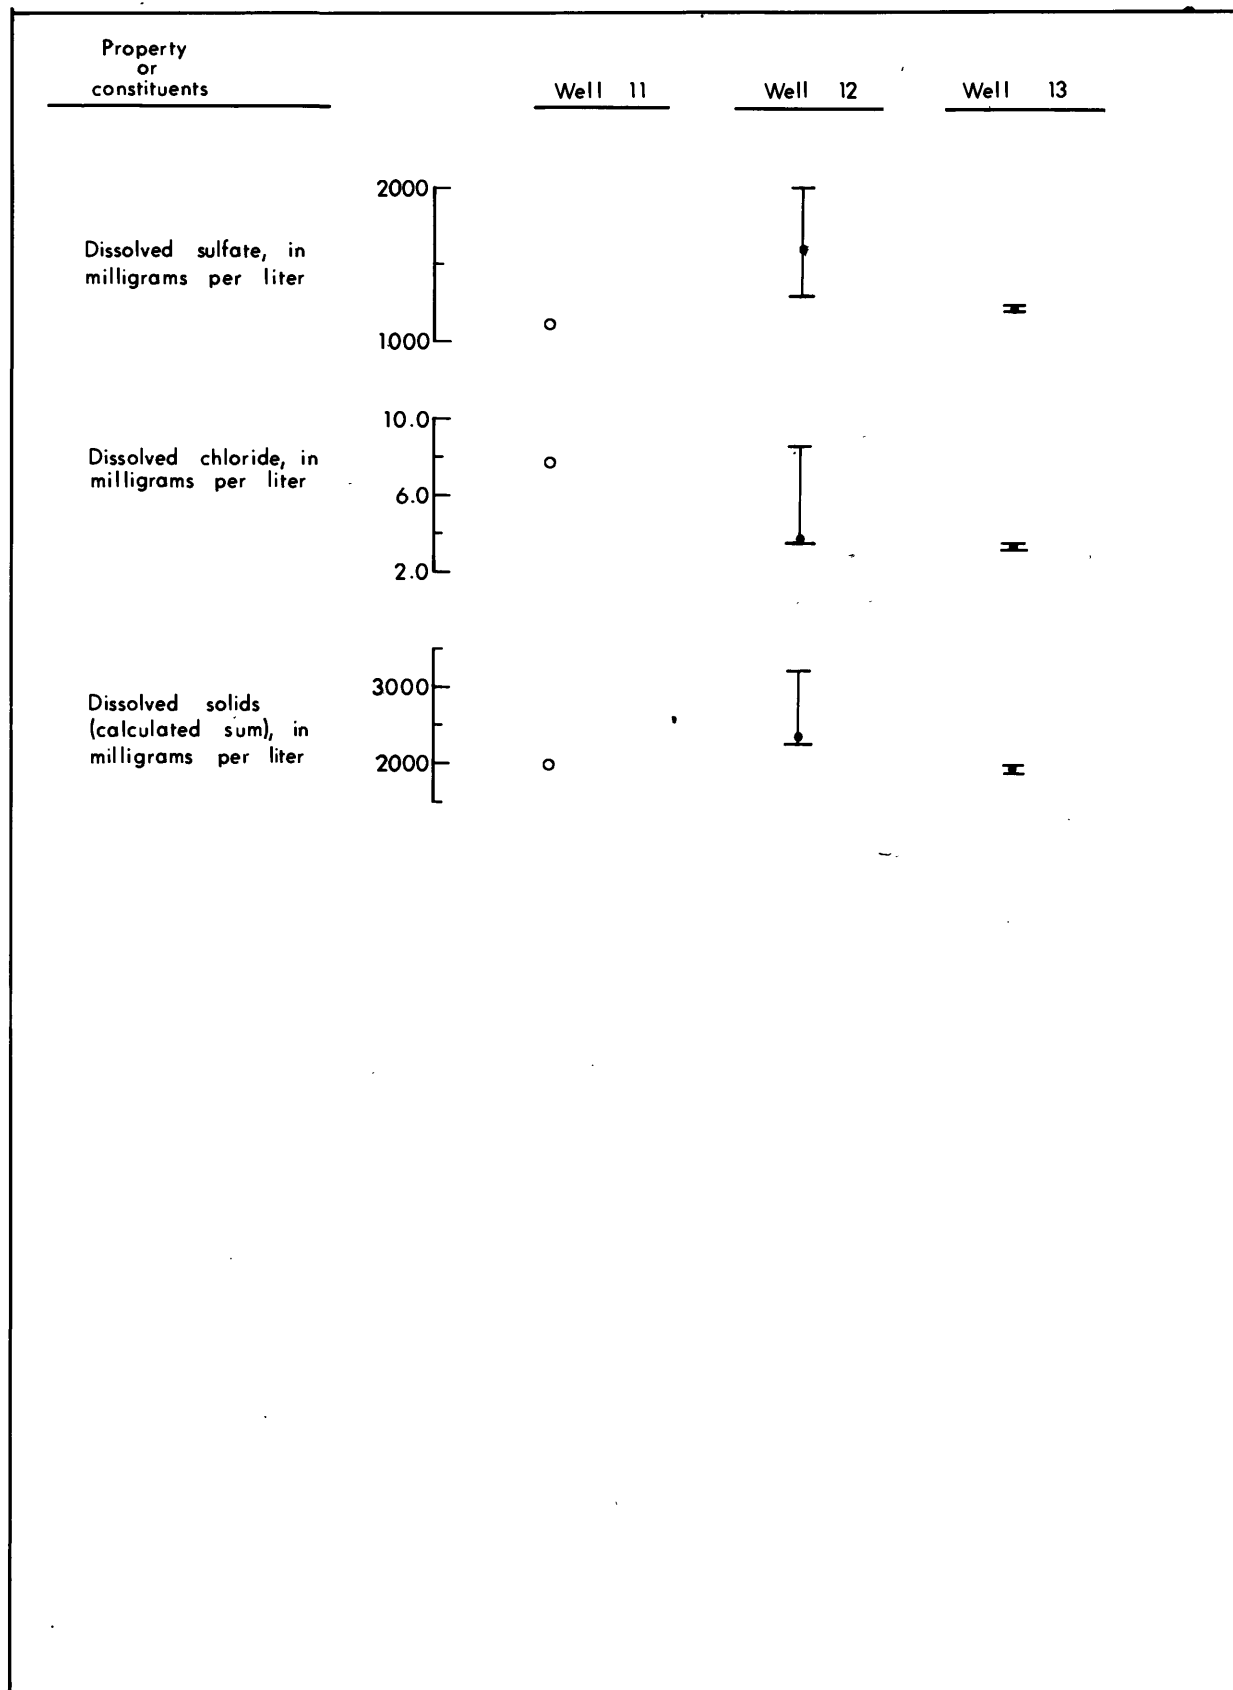 Property
or
constituents
Well 11
Well 12
Well 13
Dissolved sulfate, in
milligrams per liter
2000
1000
Dissolved chloride, in
milligrams per liter
10.0
6.0
2.0
Dissolved solids
(calculated sum), in
milligrams per liter
3000
2000